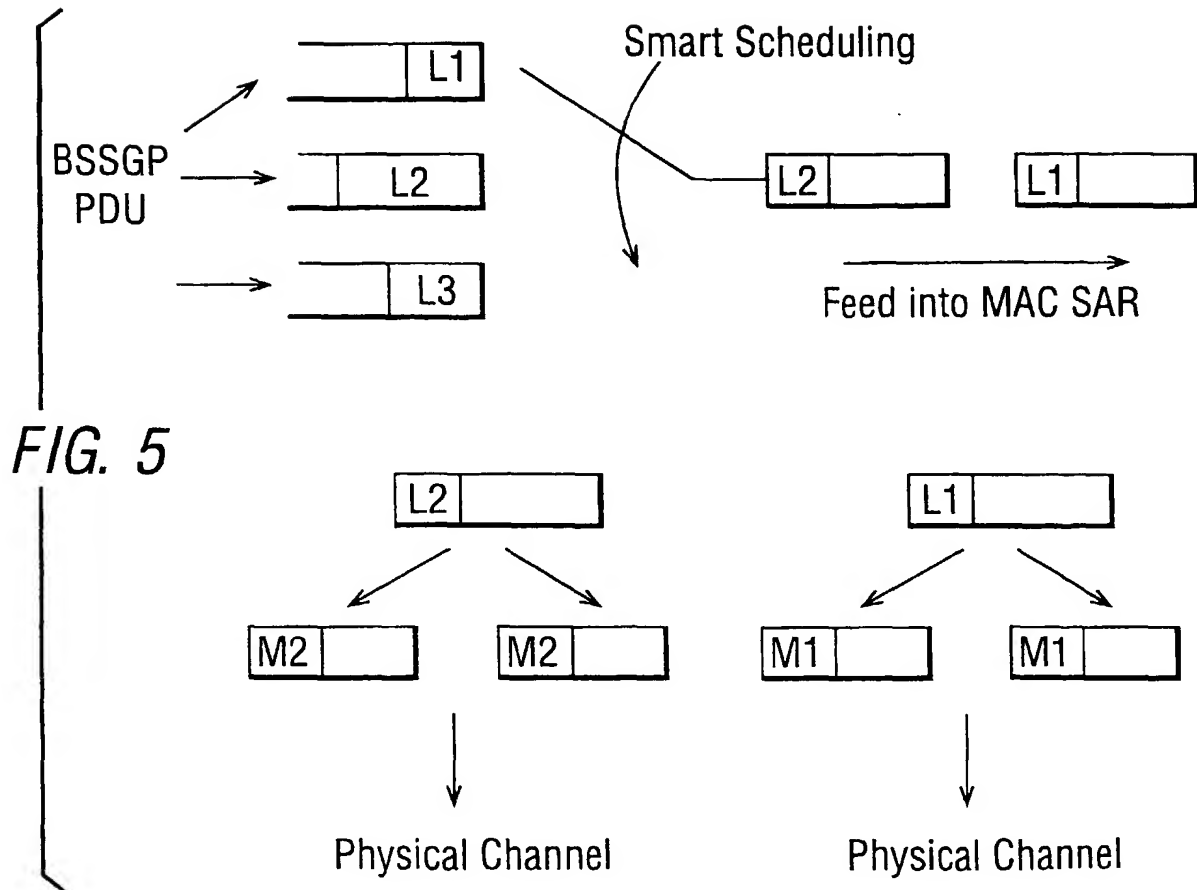 Smart Scheduling
BSSGP
PDU
L1
L2
L3
L2
L1
Feed into MAC SAR
FIG. 5
L2
L1
M2
M2
M1
M1
Physical Channel
Physical Channel